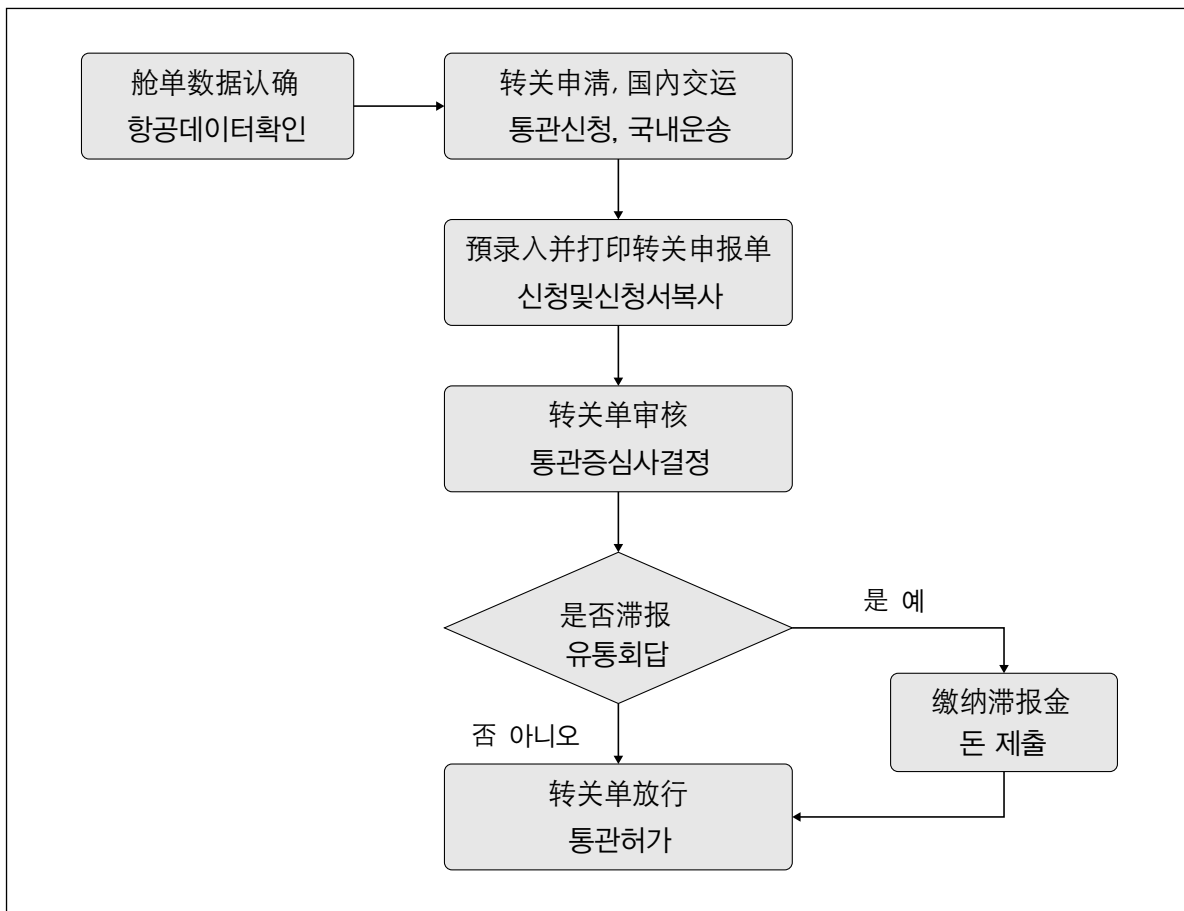 舱单数据认确
항공데이터확인
转关申淸, 国內交运
통관신청, 국내운송
預录入并打印转关申报单
신청및신청서복사
转关单审核
통관증심사결졍
是否滞报
유통회답
是 예
缴纳滞报金
돈 제출
否 아니오
转关单放行
통관허가